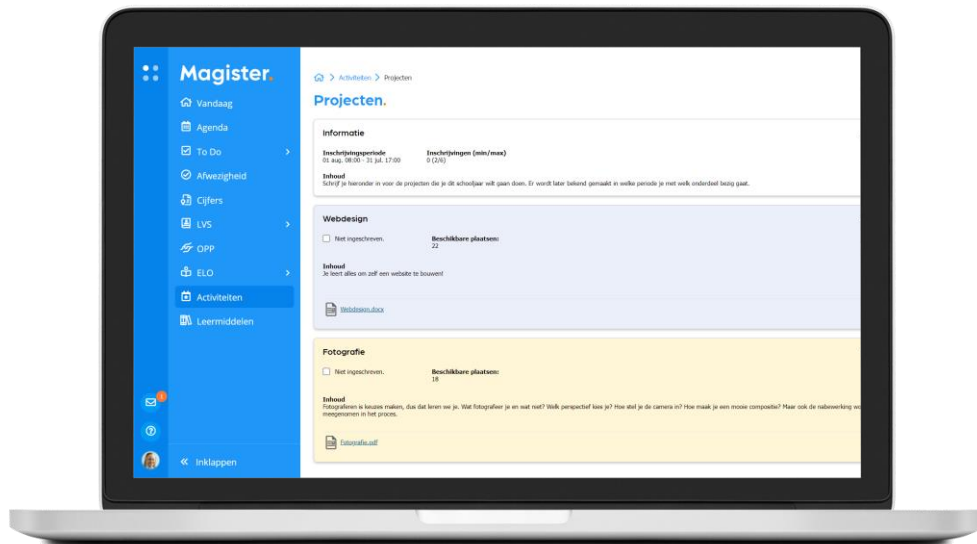 Magister.
Vandaag
Agenda
To Do
Afwezigheid
Cijfers
LVS
OPP
ELO
Activiteiten
Leermiddelen
1
Inklappen
Activiteiten > Projecten
Projecten.
Informatie
Inschrijvingsperiode Inschrijvingen (min/max)
01 aug. 08:00 - 31 jul. 17:00 0 (2/6)
Inhoud
Schrijf je hieronder in voor de projecten die je dit schooljaar wilt gaan doen. Er wordt later bekend gemaakt in welke periode je met welk onderdeel bezig gaat.
Webdesign
Niet ingeschreven. Beschikbare plaatsen:
22
Inhoud
Je leert alles om zelf een website te bouwen!
Webdesign.docx
Fotografie
Niet ingeschreven. Beschikbare plaatsen:
18
Inhoud
Fotograferen is keuzes maken, dus dat leren we je. Wat fotografeer je en wat niet? Welk perspectief kies je? Hoe stel je de camera in? Hoe maak je een mooie compositie? Maar ook de nabewerking wo
meegenomen in het proces.
Fotografie.pdf